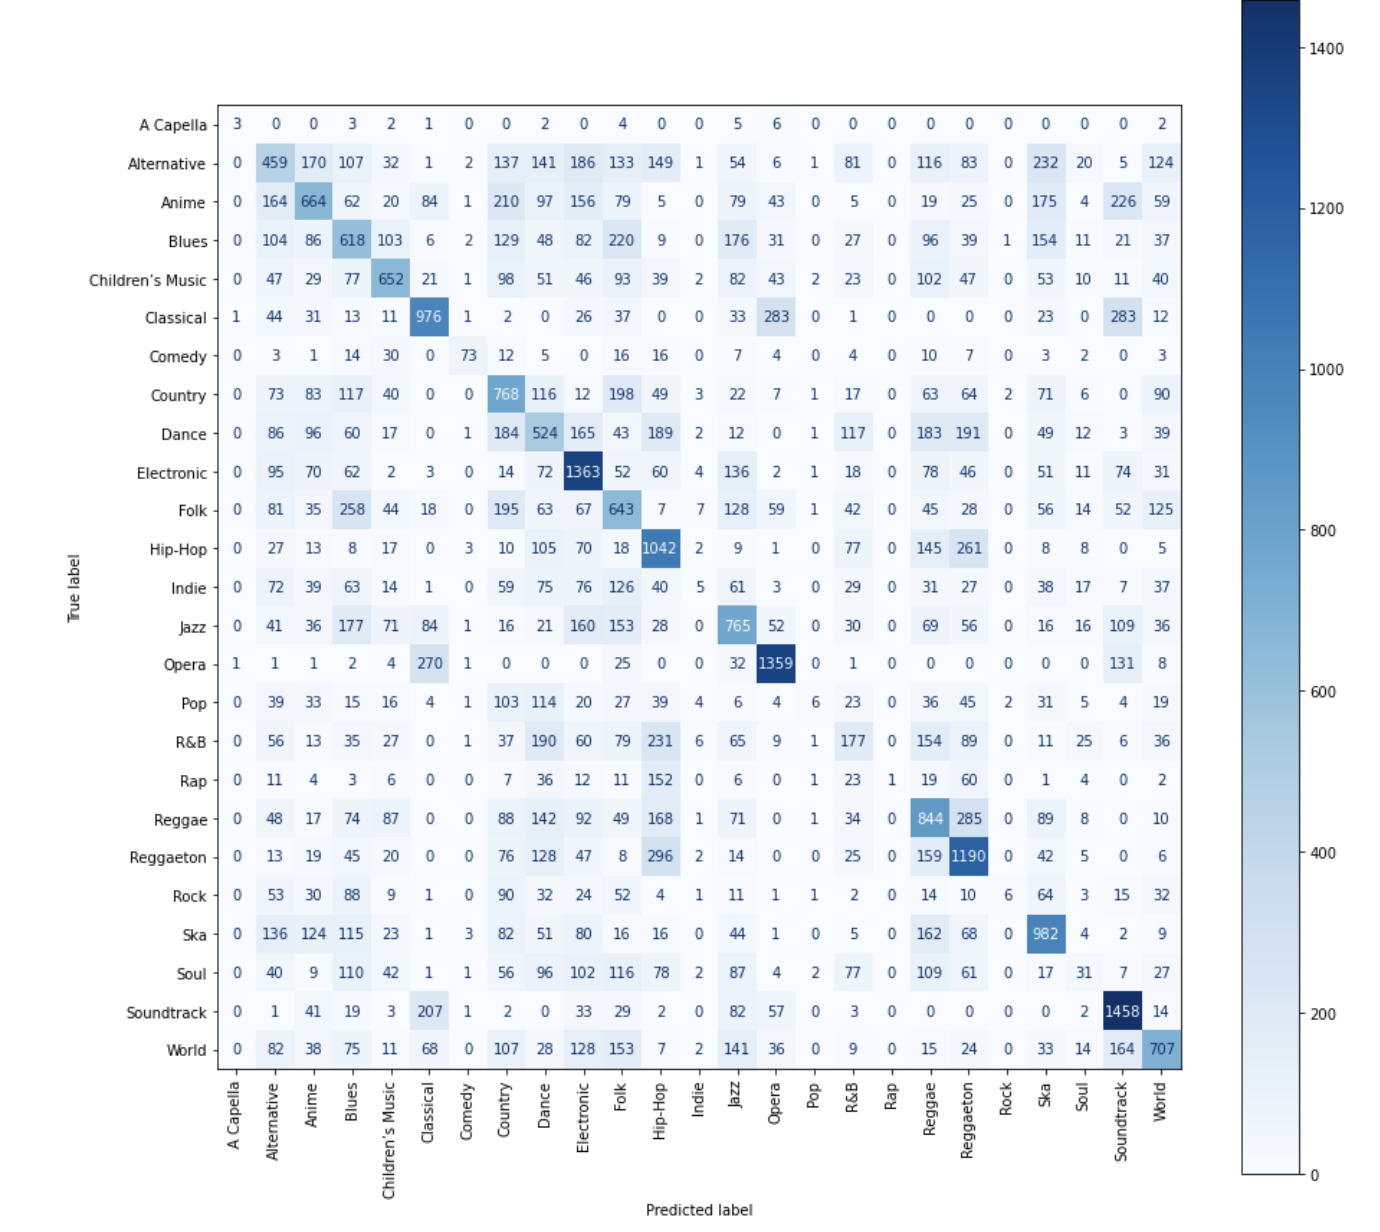 1400
A Capella 3 0 0 3 2 1 0 0 2 0 4 0 0 5 6 0 0 0 0 0 0 0 0 0 2
Alternative 0 459 170 107 32 1 2 137 141 186 133 149 1 54 6 1 81 0 116 83 0 232 20 5 124
Anime 0 164 664 62 20 84 1 210 97 156 79 5 0 79 43 0 5 0 19 25 0 175 4 226 59
1200
Blues 0 104 86 618 103 6 2 129 48 82 220 9 0 176 31 0 27 0 96 39 1 154 11 21 37
Children’s Music 0 47 29 77 652 21 1 98 51 46 93 39 2 82 43 2 23 0 102 47 0 53 10 11 40
Classical 1 44 31 13 11 976 1 2 0 26 37 0 0 33 283 0 1 0 0 0 0 23 0 283 12
Comedy 0 3 1 14 30 0 73 12 5 0 16 16 0 7 4 0 4 0 10 7 0 3 2 0 3
1000
Country 0 73 83 117 40 0 0 768 116 12 198 49 3 22 7 1 17 0 63 64 2 71 6 0 90
Dance 0 86 96 60 17 0 1 184 524 165 43 189 2 12 0 1 117 0 183 191 0 49 12 3 39
Electronic 0 95 70 62 2 3 0 14 72 1363 52 60 4 136 2 1 18 0 78 46 0 51 11 74 31
Folk 0 81 35 258 44 18 0 195 63 67 643 7 7 128 59 1 42 0 45 28 0 56 14 52 125
800
Hip-Hop 0 27 13 8 17 0 3 10 105 70 18 1042 2 9 1 0 77 0 145 261 0 8 8 0 5
Indie 0 72 39 63 14 1 0 59 75 76 126 40 5 61 3 0 29 0 31 27 0 38 17 7 37
Jazz 0 41 36 177 71 84 1 16 21 160 153 28 0 765 52 0 30 0 69 56 0 16 16 109 36
Opera 1 1 1 2 4 270 1 0 0 0 25 0 0 32 1359 0 1 0 0 0 0 0 0 131 8
600
Pop 0 39 33 15 16 4 1 103 114 20 27 39 4 6 4 6 23 0 36 45 2 31 5 4 19
R&B 0 56 13 35 27 0 1 37 190 60 79 231 6 65 9 1 177 0 154 89 0 11 25 6 36
Rap 0 11 4 3 6 0 0 7 36 12 11 152 0 6 0 1 23 1 19 60 0 1 4 0 2
Reggae 0 48 17 74 87 0 0 88 142 92 49 168 1 71 0 1 34 0 844 285 0 89 8 0 10
Reggaeton 0 13 19 45 20 0 0 76 128 47 8 296 2 14 0 0 25 0 159 1190 0 42 5 0 6
400
Rock 0 53 30 88 9 1 0 90 32 24 52 4 1 11 1 1 2 0 14 10 6 64 3 15 32
Ska 0 136 124 115 23 1 3 82 51 80 16 16 0 44 1 0 5 0 162 68 0 982 4 2 9
Soul 0 40 9 110 42 1 1 56 96 102 116 78 2 87 4 2 77 0 109 61 0 17 31 7 27
Soundtrack 0 1 41 19 3 207 1 2 0 33 29 2 0 82 57 0 3 0 0 0 0 0 2 1458 14
200
World 0 82 38 75 11 68 0 107 28 128 153 7 2 141 36 0 9 0 15 24 0 33 14 164 707
0
True label
A Capella
Alternative
Anime
Blues
Children’s Music
Classical
Comedy
Country
Dance
Electronic
Folk
Hip-Hop
Indie
Jazz
Opera
Pop
R&B
Rap
Reggae
Reggaeton
Rock
Ska
Soul
Soundtrack
World
Predicted label